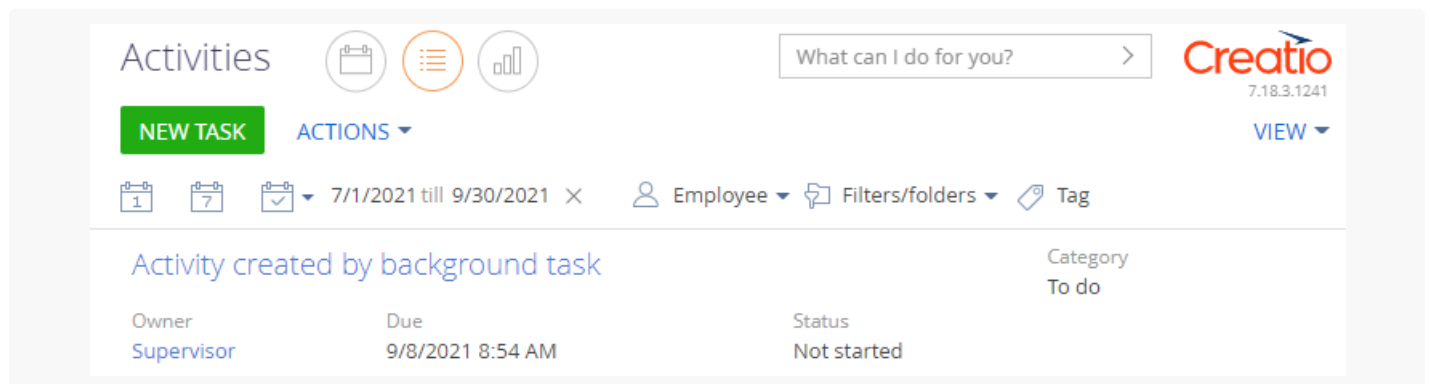 Activities
What can I do for you?
Creatio
7.18.3.1241
NEW TASK ACTIONS VIEW
1 7 7/1/2021 till 9/30/2021 Employee Filters/folders Tag
Activity created by background task
Category
To do
Owner Due Status
Supervisor 9/8/2021 8:54 AM Not started